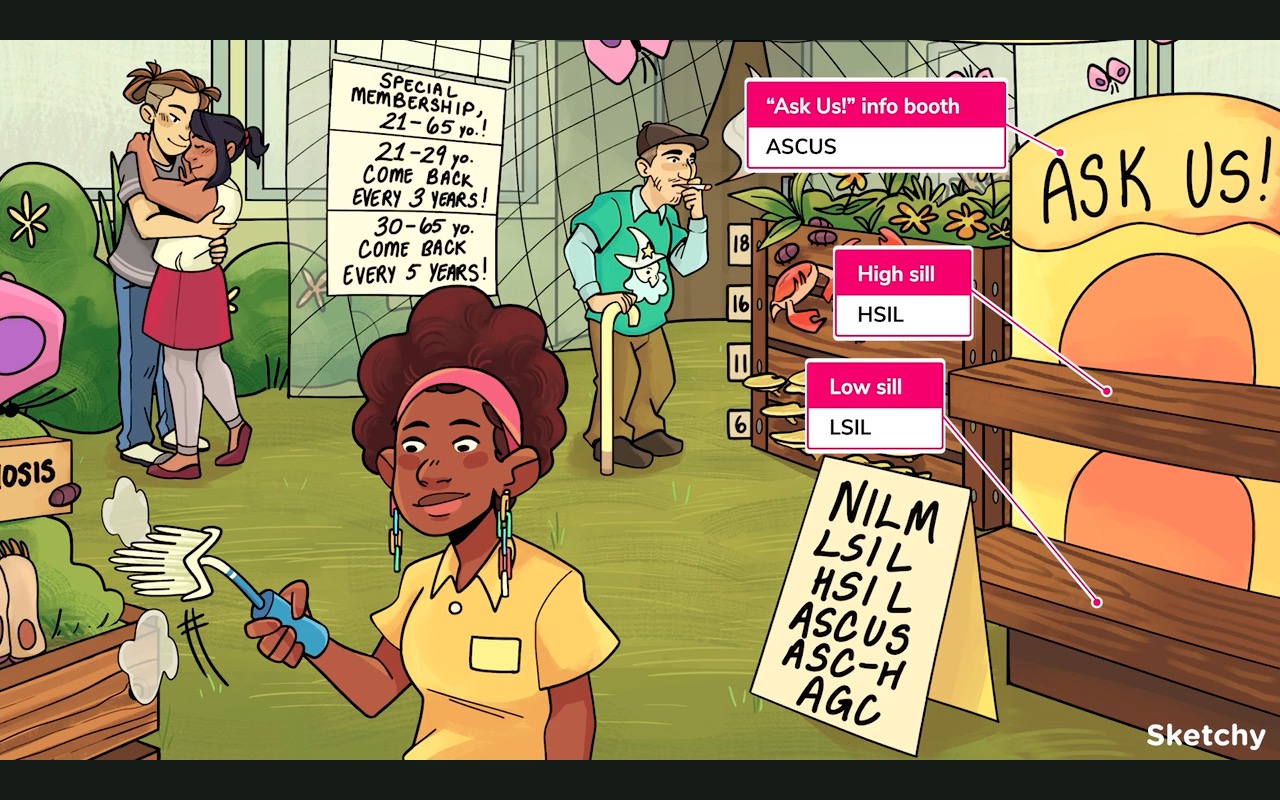 SPECIAL
MEMBERSHIP,
21-65 yo.!
21-29 yo.
COME BACK
EVERY 3 YEARS!
30-65 yo.
COME BACK
EVERY 5 YEARS!
“Ask Us!” info booth
ASCUS
ASK US!
18
High sill
HSIL
16
11
Low sill
LSIL
6
OSIS
NILM
LSIL
HSIL
ASCUS
ASC-H
AGC
Sketchy